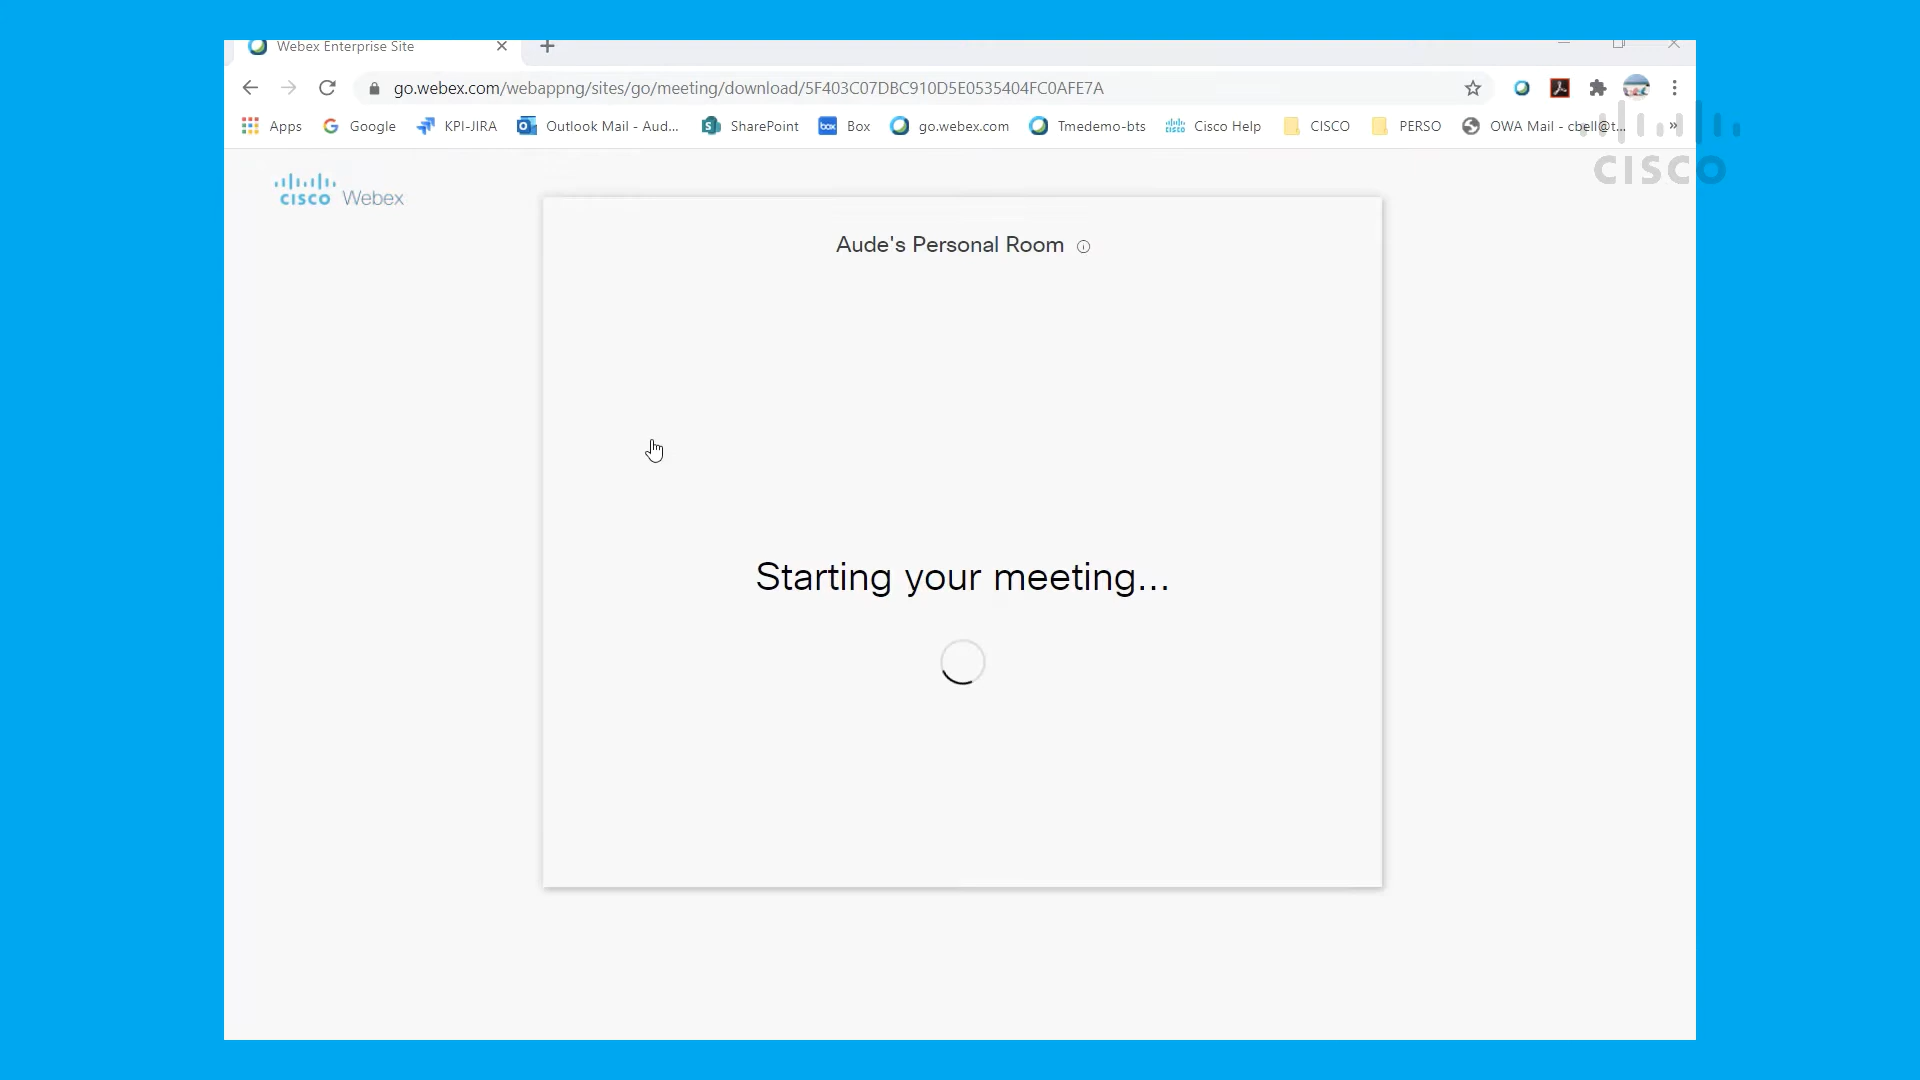 Webex Enterprise Site
go.webex.com/webappng/sites/go/meeting/download/5F403C07DBC910D5E0535404FC0AFE7A
Apps Google KPI-JIRA Outlook Mail - Aud... SharePoint box Box go.webex.com Tmedemo-bts Cisco Help CISCO PERSO OWA Mail - cbell@t... »
CISCO
CISCO Webex
Aude's Personal Room
Starting your meeting...